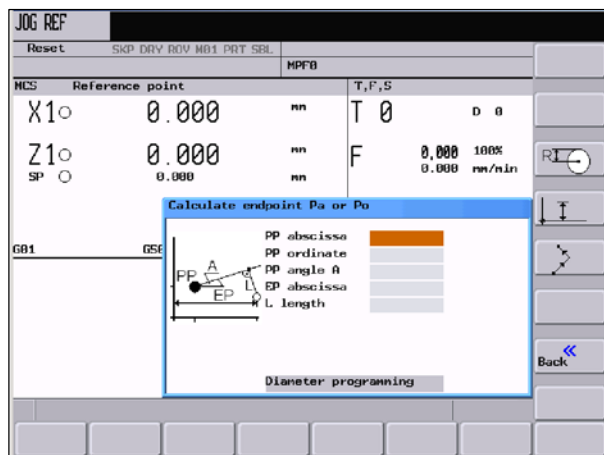 JOG REF
Reset SKP DRY ROV M01 PRT SBL
MPF0
MCS Reference point T,F,S
X1 0.000 mm T 0 D 0
Z1 0.000 mm F 0,000 100%
0.000 mm/min
SP 0.000 mm
R
Calculate endpoint Pa or Po
PP abscissa
PP ordinate
PP angle A
EP abscissa
L length
PP A EP L
G01
Diameter programming
Back